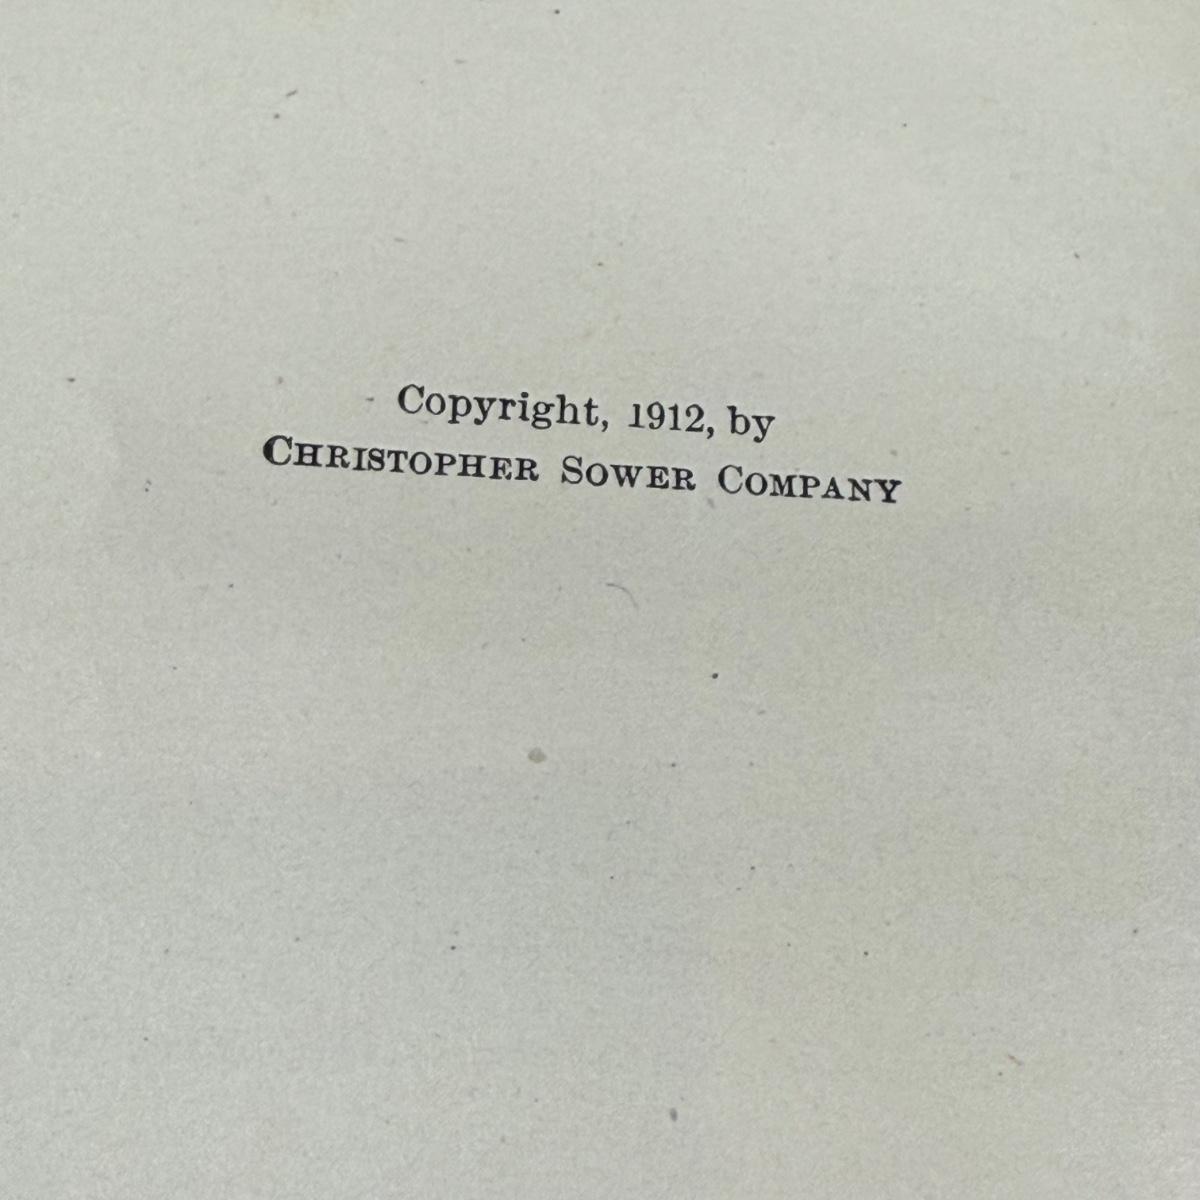 Copyright, 1912, by
CHRISTOPHER SOWER COMPANY